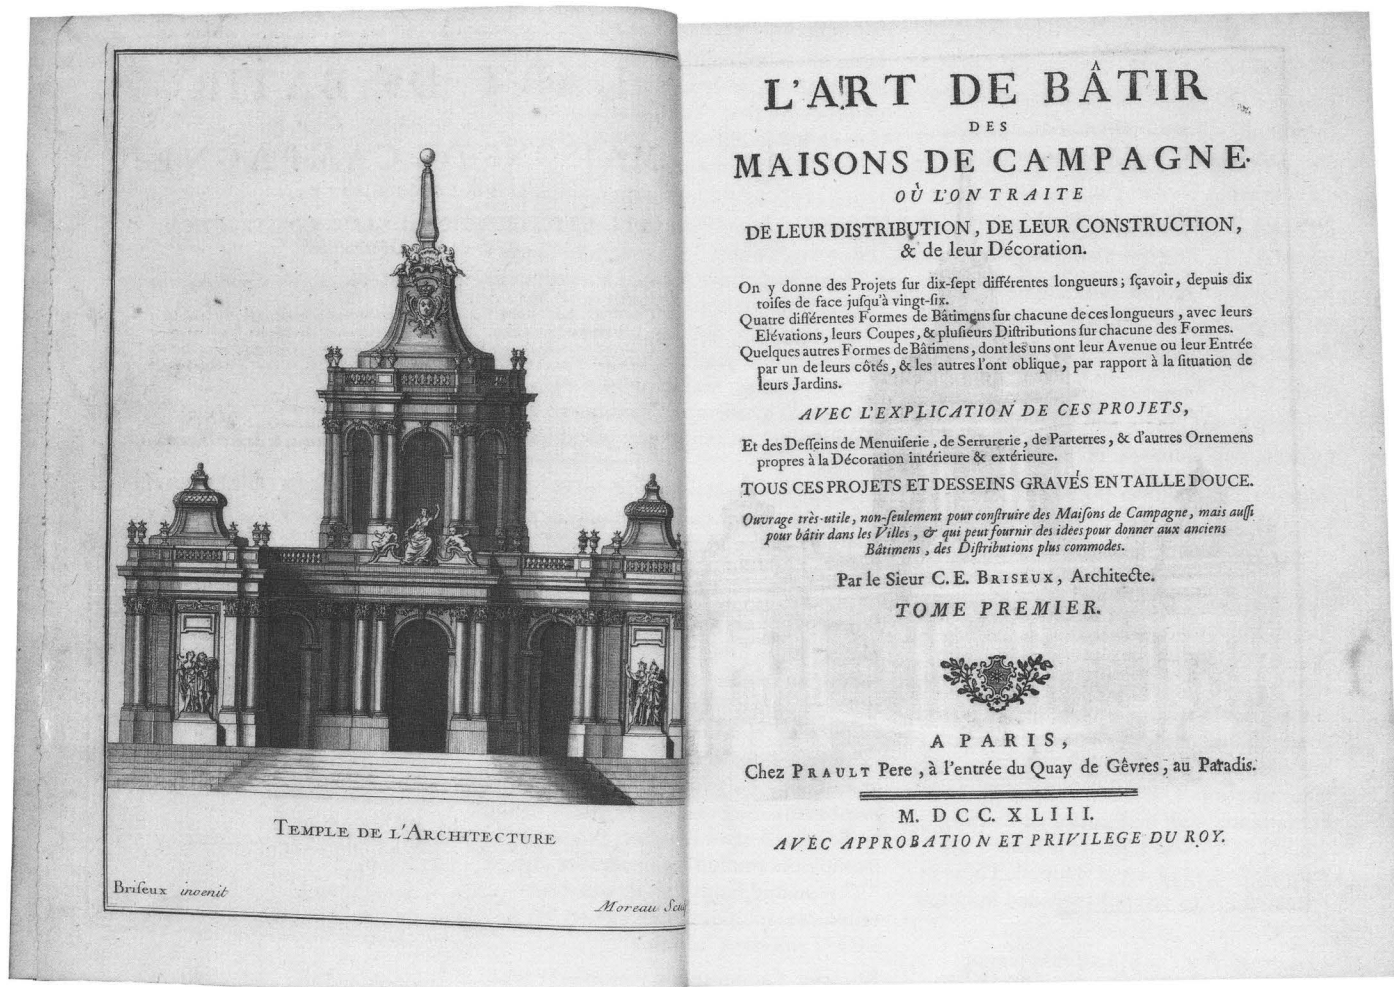 TEMPLE DE L'ARCHITECTURE
Briſeux invenit
Moreau
L'ART DE BÂTIR
DES
MAISONS DE CAMPAGNE.
OÙ L'ON TRAITE
DE LEUR DISTRIBUTION, DE LEUR CONSTRUCTION,
& de leur Décoration.
On y donne des Projets ſur dix-ſept différentes longueurs ; ſçavoir, depuis dix
toiſes de face juſqu'à vingt-ſix.
Quatre différentes Formes de Bâtimens ſur chacune de ces longueurs, avec leurs
Elévations, leurs Coupes, & pluſieurs Diſtributions ſur chacune des Formes.
Quelques autres Formes de Bâtimens, dont les uns ont leur Avenue ou leur Entrée
par un de leurs côtés, & les autres l'ont oblique, par rapport à la ſituation de
leurs Jardins.
AVEC L'EXPLICATION DE CES PROJETS,
Et des Deſſeins de Menuiſerie, de Serrurerie, de Parterres, & d'autres Ornemens
propres à la Décoration intérieure & extérieure.
TOUS CES PROJETS ET DESSEINS GRAVÉS EN TAILLE DOUCE.
Ouvrage très-utile, non-ſeulement pour conſtruire des Maiſons de Campagne, mais auſſi
pour bâtir dans les Villes, & qui peut fournir des idées pour donner aux anciens
Bâtimens, des Diſtributions plus commodes.
Par le Sieur C. E. BRISEUX, Architecte.
TOME PREMIER.
A PARIS,
Chez PRAULT Pere, à l'entrée du Quay de Gêvres, au Paradis.
M. DCC. XLIII.
AVEC APPROBATION ET PRIVILEGE DU ROY.